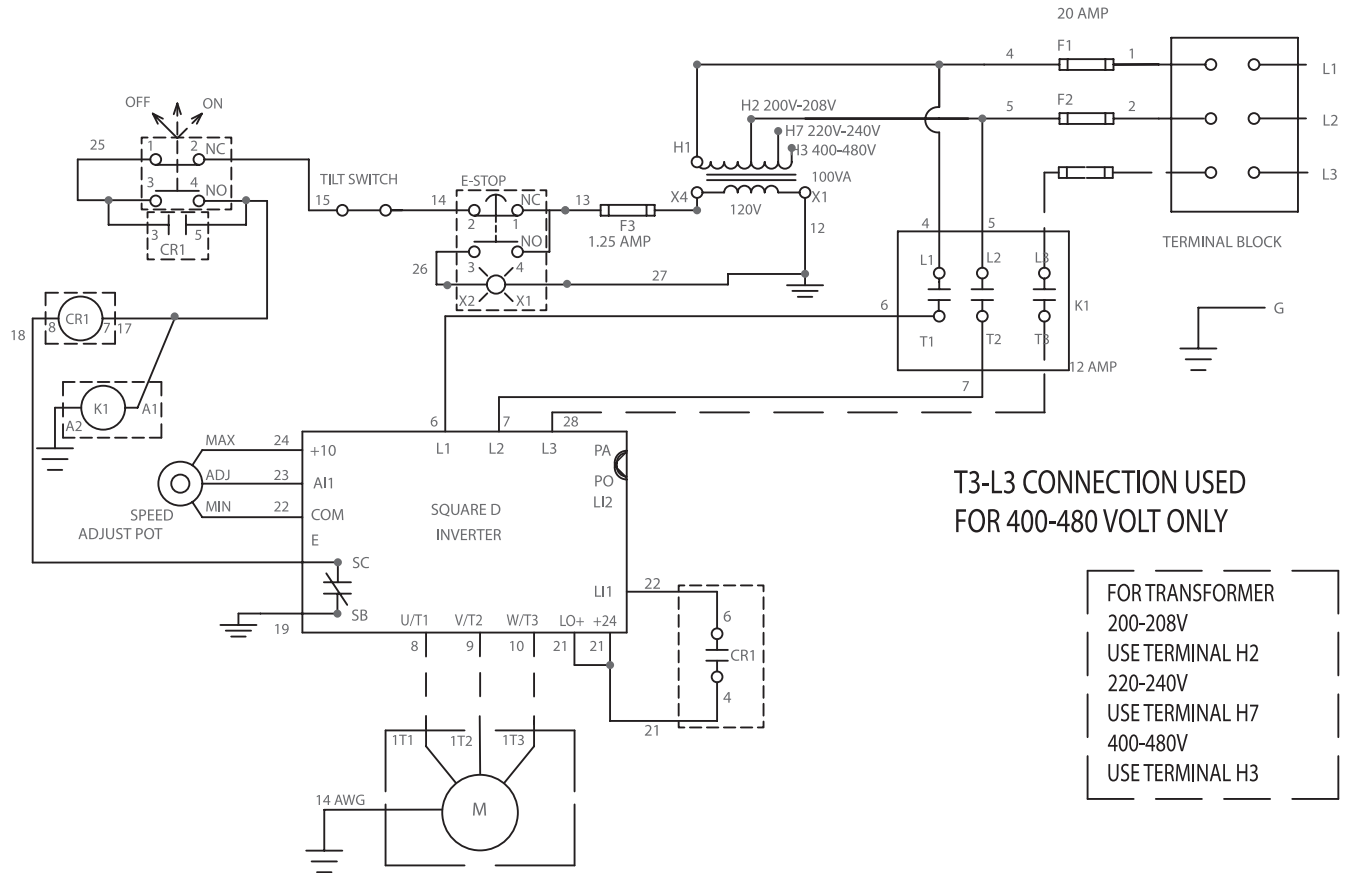 20 AMP
F1
4
1
L1
OFF
ON
H2 200V-208V
5
F2
2
L2
25
1
2
NC
H7 220V-240V
H3 400-480V
H1
3
4
NO
TILT SWITCH
E-STOP
100VA
L3
15
14
NC
13
X4
X1
120V
2
1
F3
1.25 AMP
3
5
CR1
12
4
5
TERMINAL BLOCK
NO
26
3
4
27
L1
L2
L3
X2
X1
6
K1
G
CR1
8
7
17
18
T1
T2
T3
12 AMP
7
K1
A1
A2
6
7
28
MAX
24
+10
L1
L2
L3
PA
ADJ
23
AI1
PO
LI2
MIN
22
COM
SPEED
ADJUST POT
SQUARE D
INVERTER
E
T3-L3 CONNECTION USED
FOR 400-480 VOLT ONLY
SC
LI1
22
SB
19
U/T1
V/T2
W/T3
LO+
+24
6
8
9
10
21
21
CR1
4
21
FOR TRANSFORMER
200-208V
USE TERMINAL H2
220-240V
USE TERMINAL H7
400-480V
USE TERMINAL H3
1T1
1T2
1T3
14 AWG
M